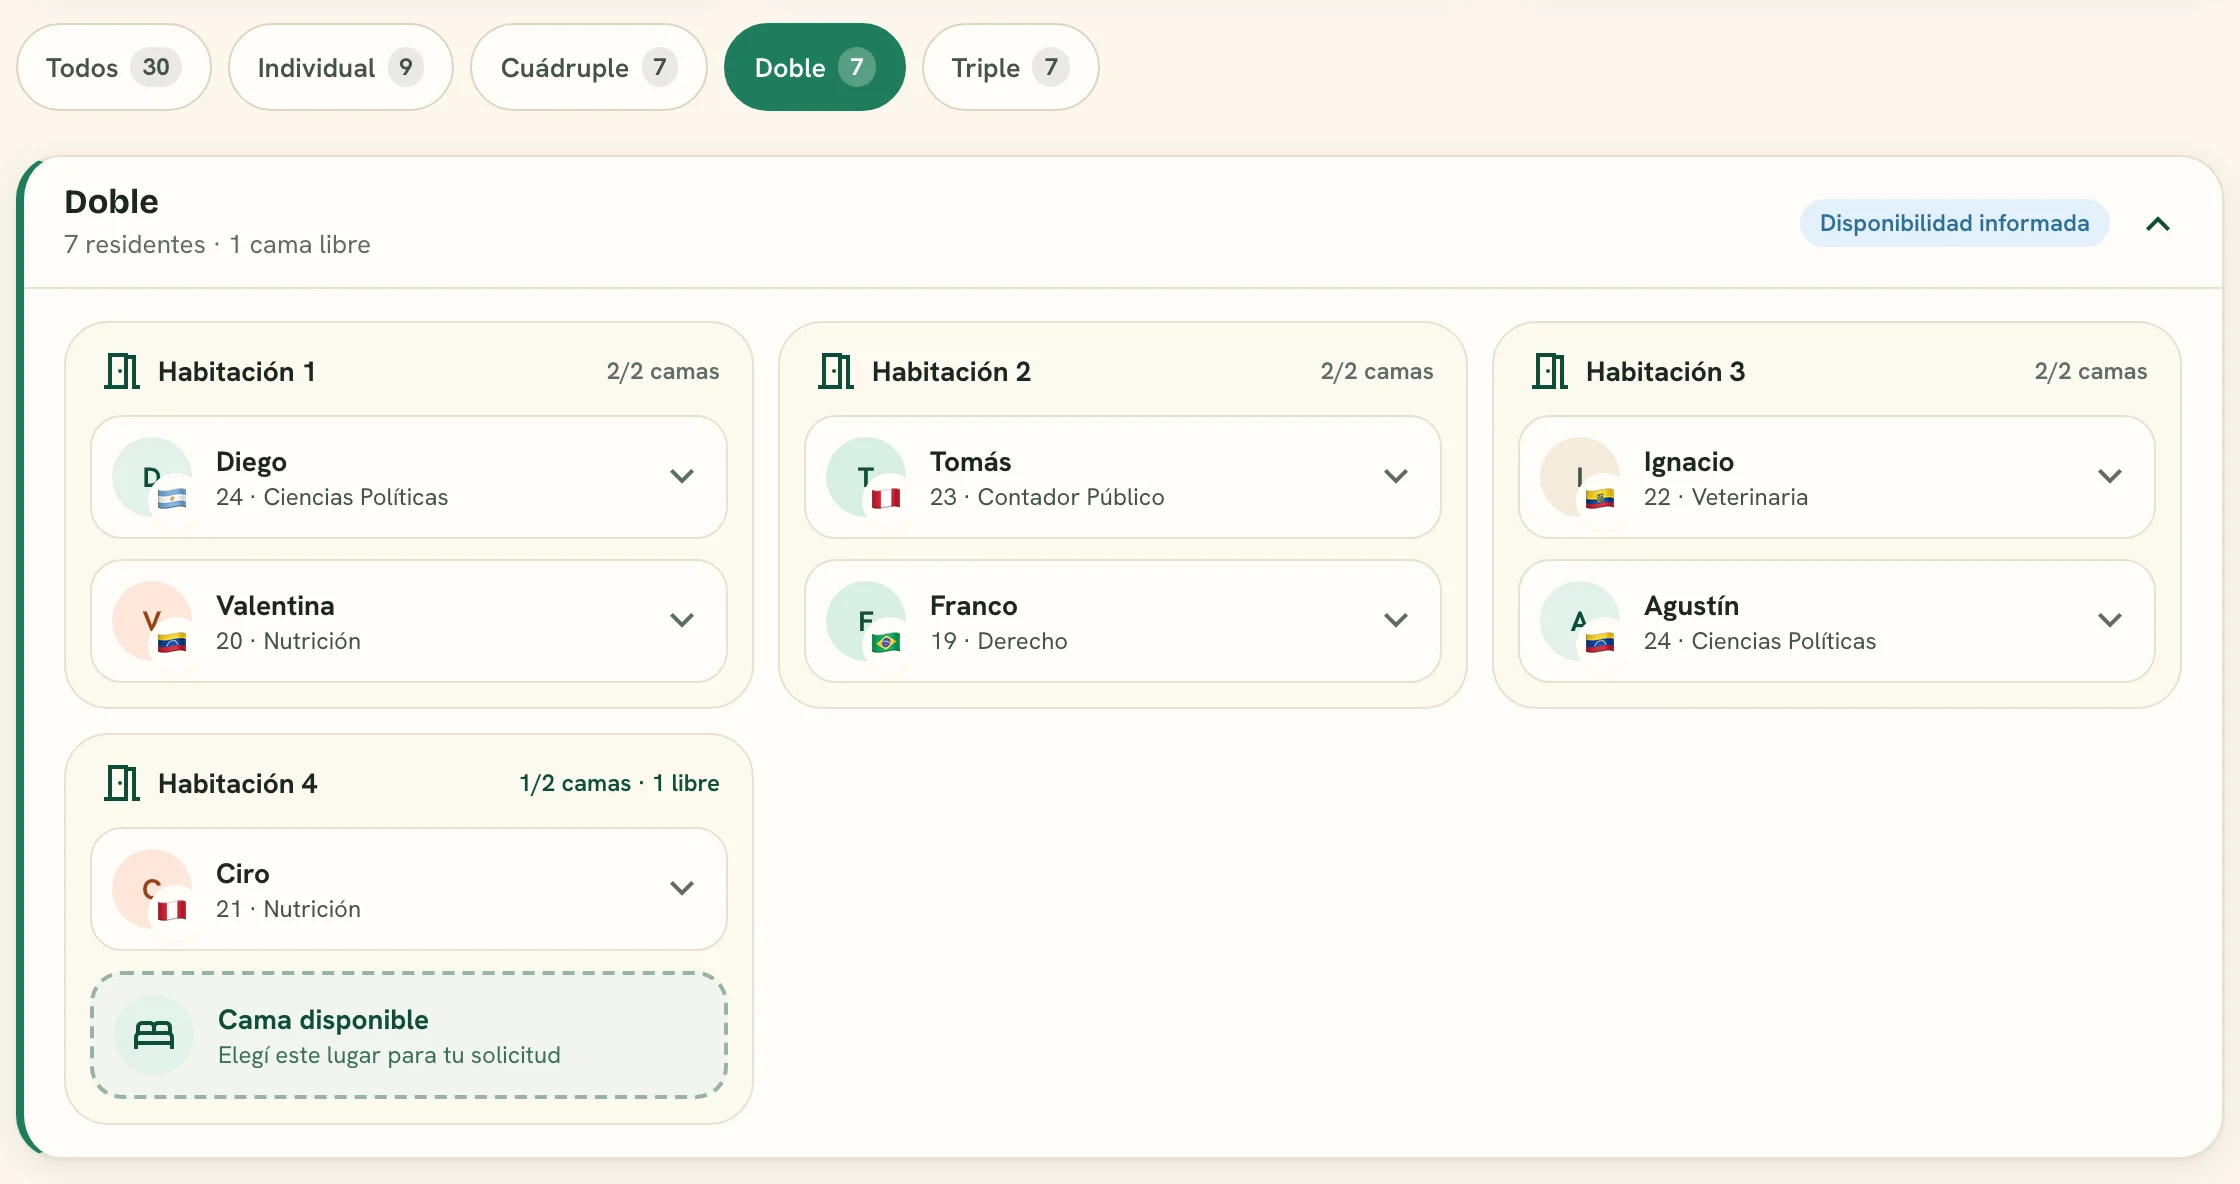 Todos 30
Individual 9
Cuádruple 7
Doble 7
Triple 7
Doble
7 residentes · 1 cama libre
Disponibilidad informada
Habitación 1
2/2 camas
D
Diego
24 · Ciencias Políticas
V
Valentina
20 · Nutrición
Habitación 2
2/2 camas
T
Tomás
23 · Contador Público
F
Franco
19 · Derecho
Habitación 3
2/2 camas
I
Ignacio
22 · Veterinaria
A
Agustín
24 · Ciencias Políticas
Habitación 4
1/2 camas · 1 libre
C
Ciro
21 · Nutrición
Cama disponible
Elegí este lugar para tu solicitud